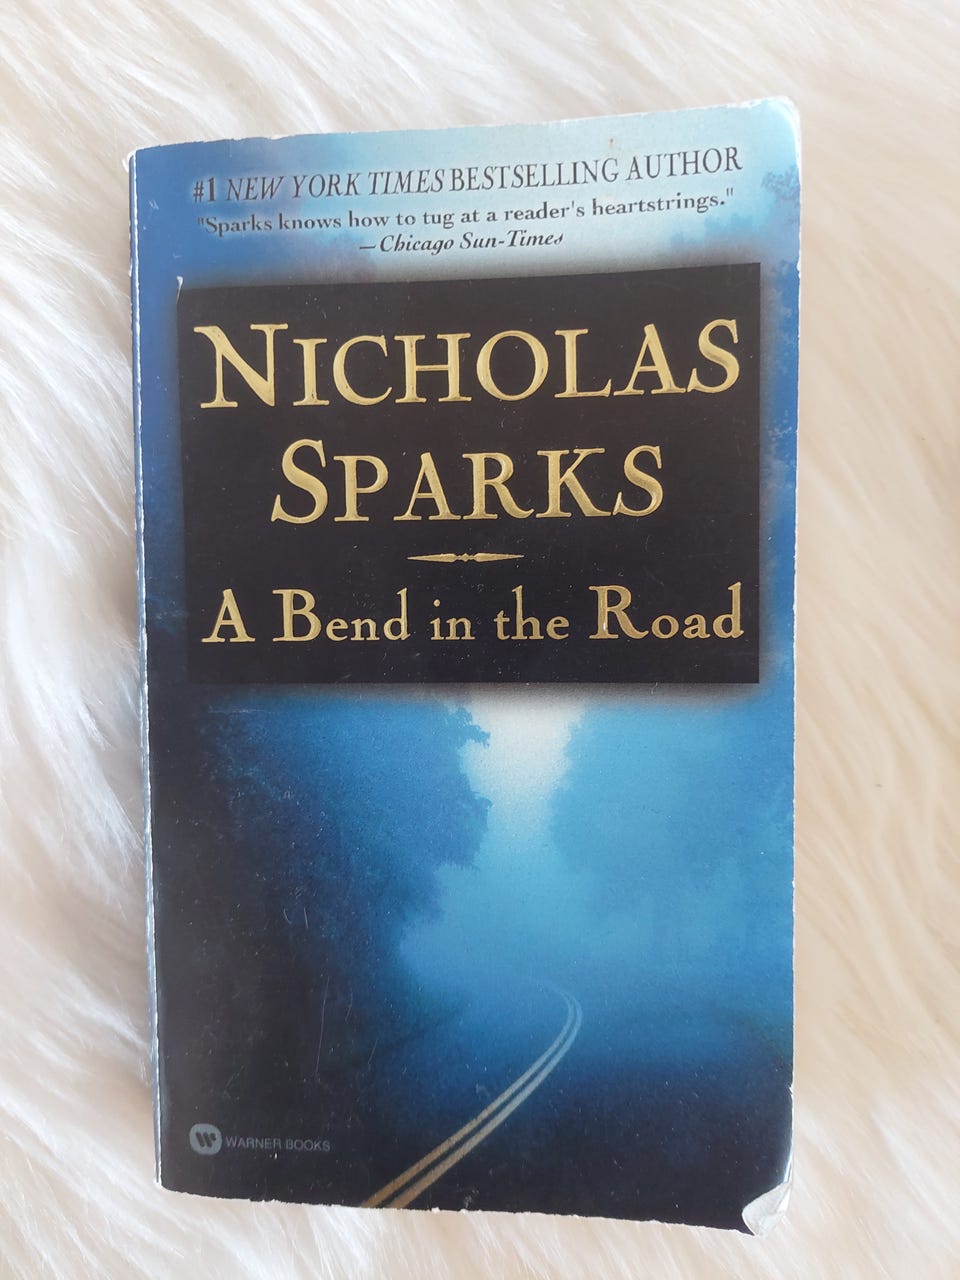 #1 NEW YORK TIMES BESTSELLING AUTHOR
"Sparks knows how to tug at a reader's heartstrings."
—Chicago Sun-Times
NICHOLAS
SPARKS
A Bend in the Road
WARNER BOOKS